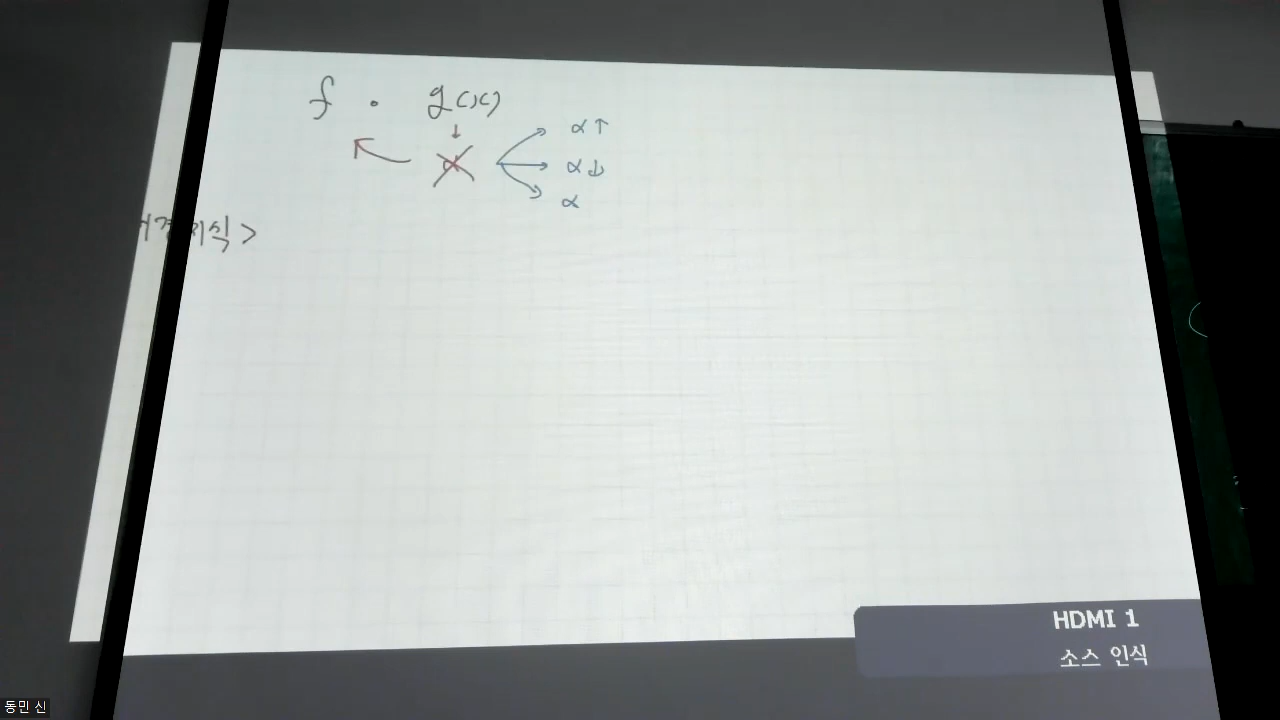 f · g(x)
α↑
α↓
α
지식>
HDMI 1
소스 인식
동민 신